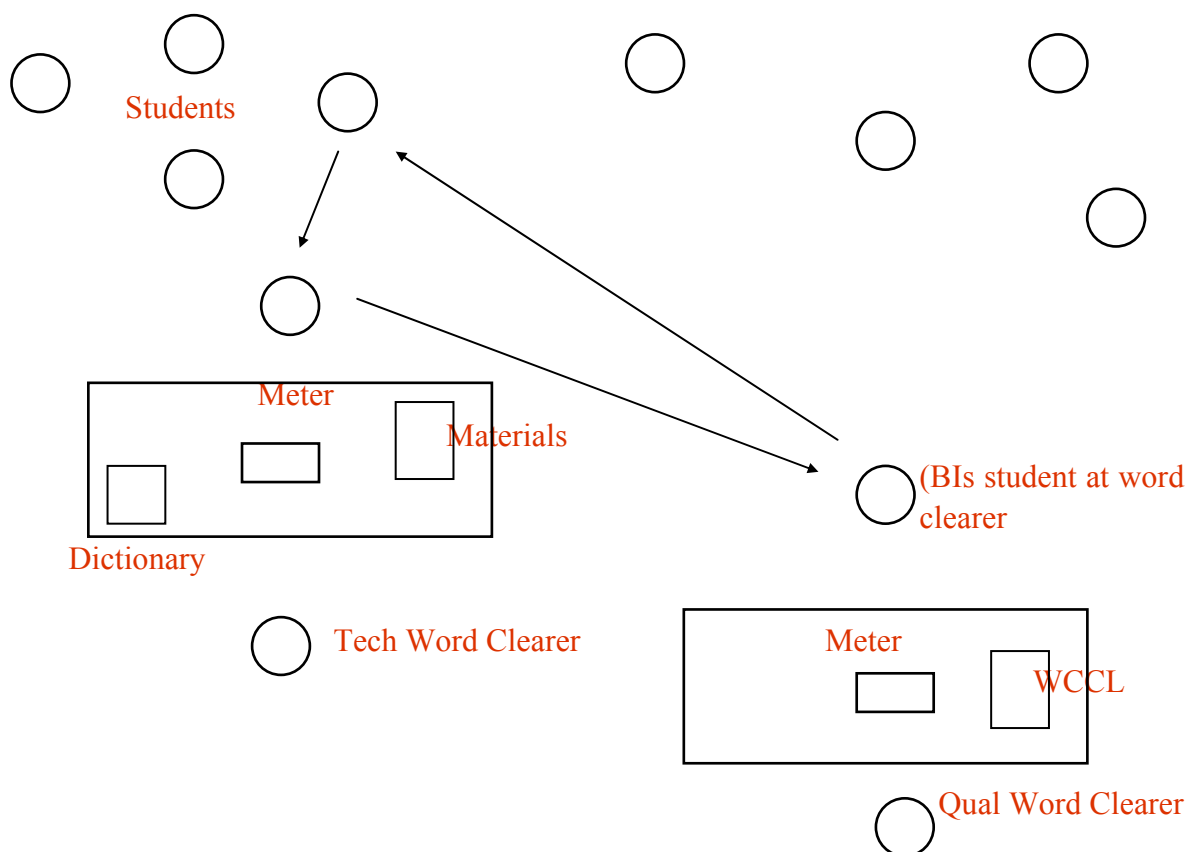 Students
Meter
Materials
(BIs student at word
clearer
Dictionary
Tech Word Clearer
Meter
WCCL
Qual Word Clearer